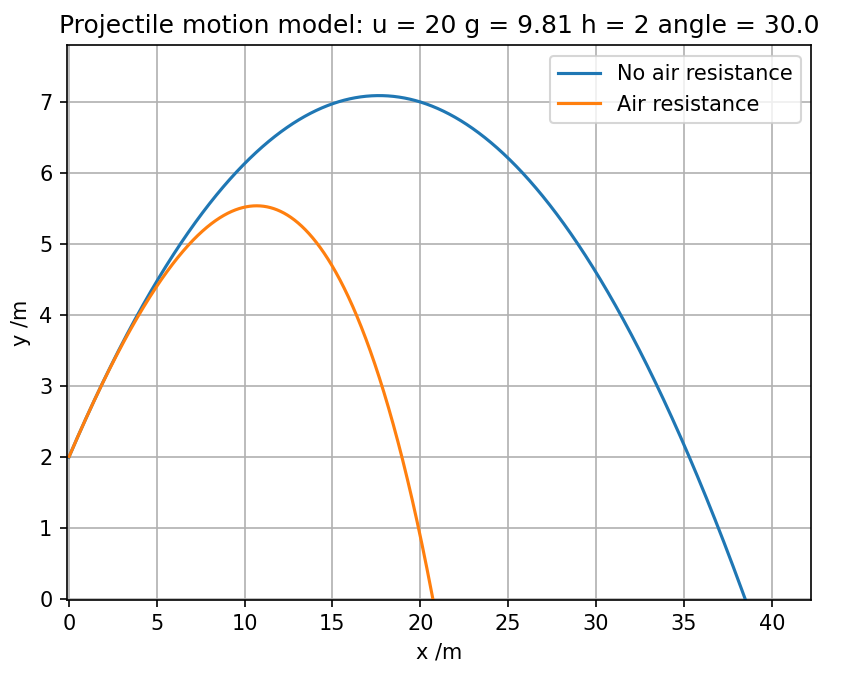 Projectile motion model: u = 20 g = 9.81 h = 2 angle = 30.0
No air resistance
Air resistance
7
6
5
4
3
2
1
0
y /m
0 5 10 15 20 25 30 35 40
x /m